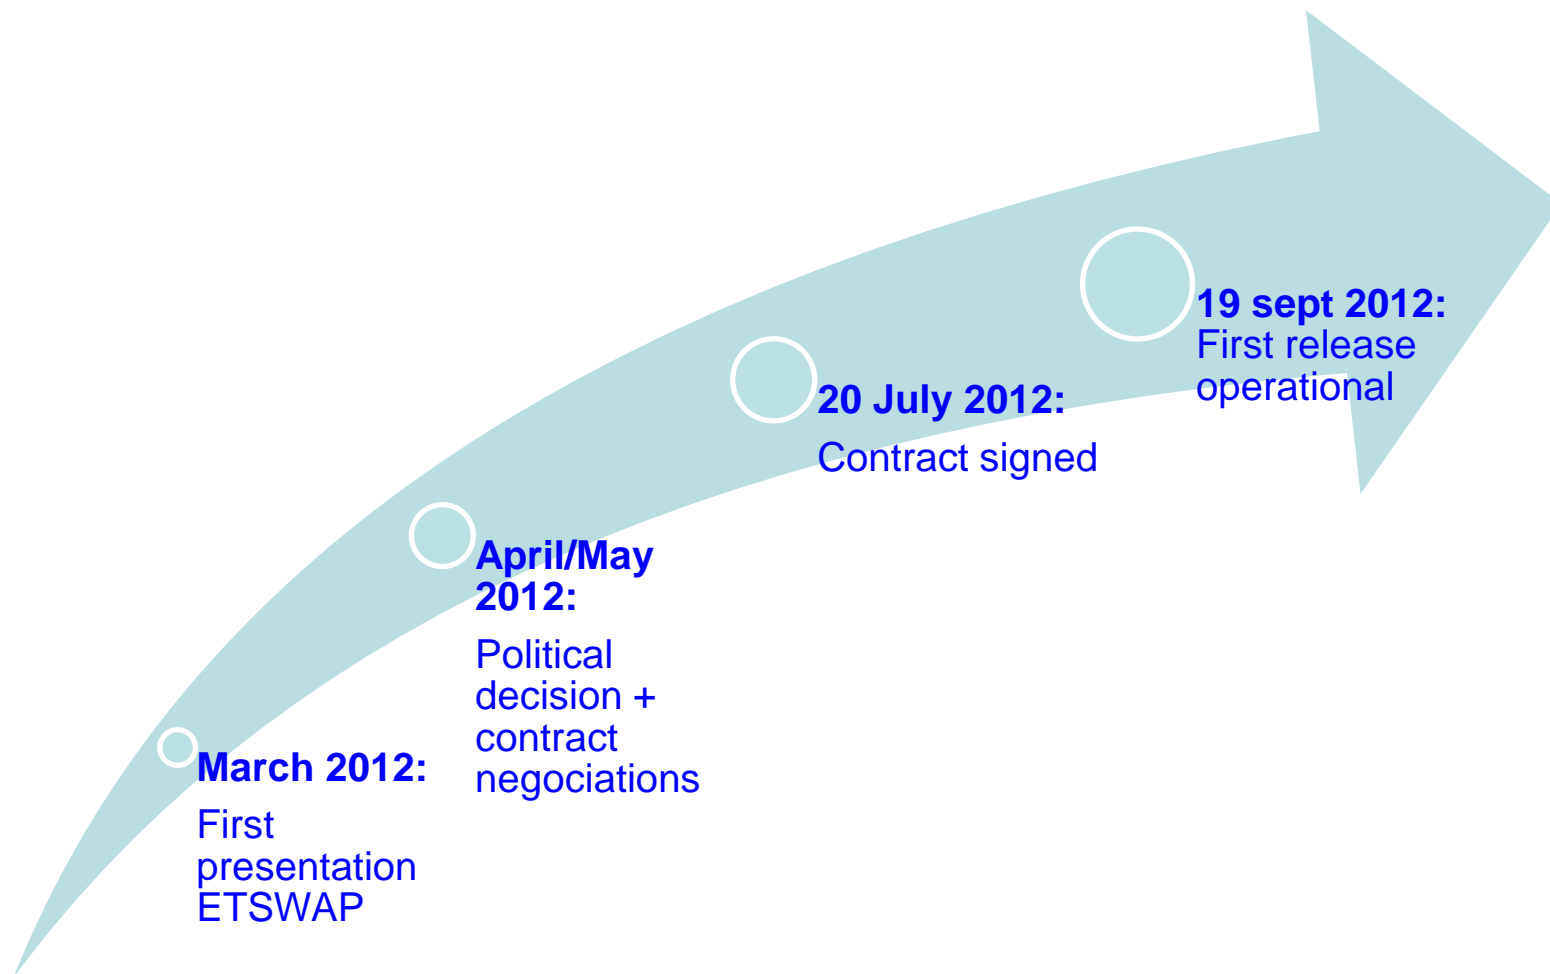 March 2012:
First
presentation
ETSWAP
April/May
2012:
Political
decision +
contract
negociations
20 July 2012:
Contract signed
19 sept 2012:
First release
operational